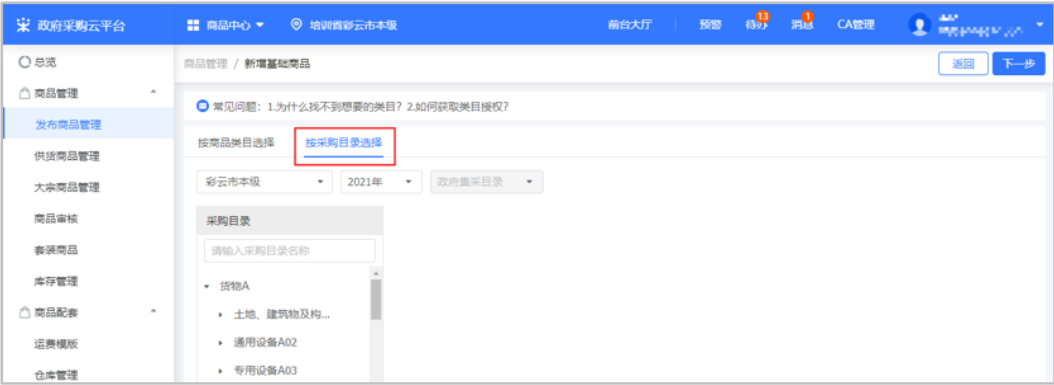 政府采购云平台 商品中心 培训省彩云市本级 前台大厅 预警 待办 13 消息 1 CA管理
总览
商品管理 / 新增基础商品 返回 下一步
商品管理
常见问题：1.为什么找不到想要的类目？2.如何获取类目授权？
发布商品管理
按商品类目选择 按采购目录选择
供货商品管理
彩云市本级 2021年 政府集采目录
大宗商品管理
商品审核
采购目录
套装商品
请输入采购目录名称
库存管理
货物A
商品配套
土地、建筑物及构...
运费模版
通用设备A02
仓库管理
专用设备A03